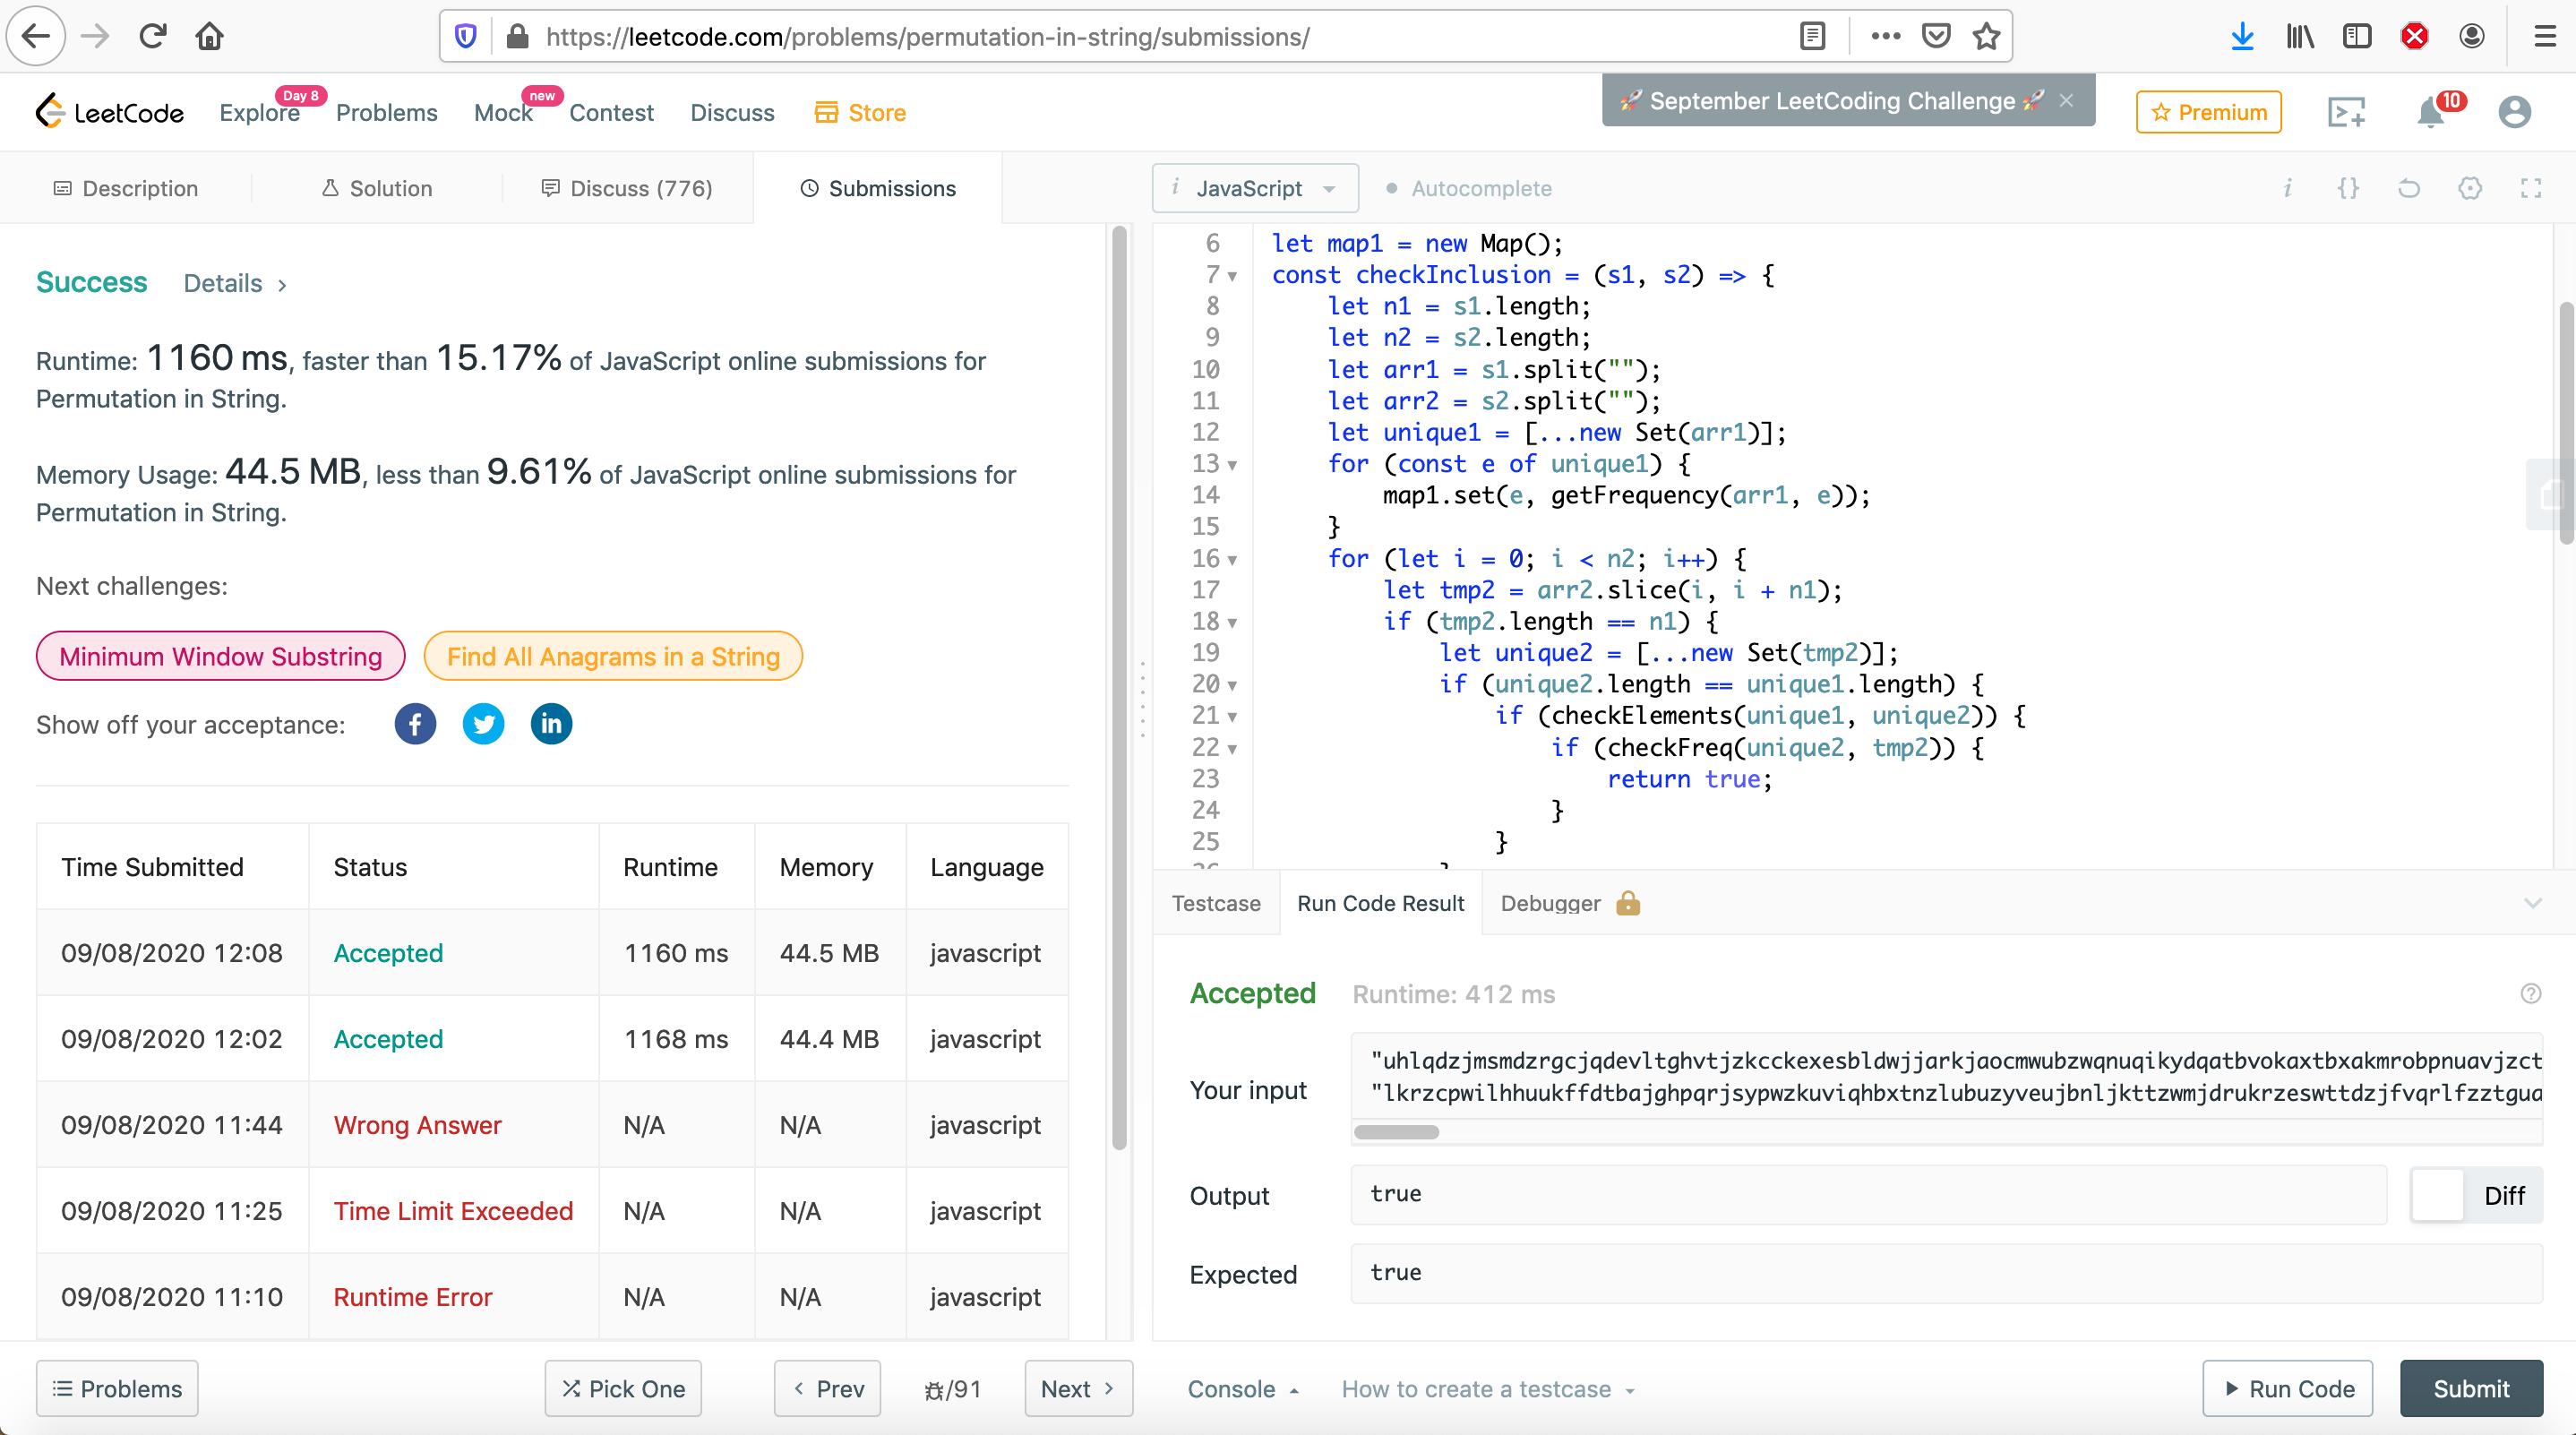 https://leetcode.com/problems/permutation-in-string/submissions/
LeetCode
Explore
Day 8
Problems
Mock
new
Contest
Discuss
Store
🚀 September LeetCoding Challenge 🚀 ×
Premium
10
Description
Solution
Discuss (776)
Submissions
Success
Details >
Runtime: 1160 ms, faster than 15.17% of JavaScript online submissions for
Permutation in String.
Memory Usage: 44.5 MB, less than 9.61% of JavaScript online submissions for
Permutation in String.
Next challenges:
Minimum Window Substring
Find All Anagrams in a String
Show off your acceptance:
Time Submitted Status Runtime Memory Language
09/08/2020 12:08 Accepted 1160 ms 44.5 MB javascript
09/08/2020 12:02 Accepted 1168 ms 44.4 MB javascript
09/08/2020 11:44 Wrong Answer N/A N/A javascript
09/08/2020 11:25 Time Limit Exceeded N/A N/A javascript
09/08/2020 11:10 Runtime Error N/A N/A javascript
Problems
Pick One
< Prev
/91
Next >
i JavaScript
Autocomplete
i {}
6 let map1 = new Map();
7 const checkInclusion = (s1, s2) => {
8 let n1 = s1.length;
9 let n2 = s2.length;
10 let arr1 = s1.split("");
11 let arr2 = s2.split("");
12 let unique1 = [...new Set(arr1)];
13 for (const e of unique1) {
14 map1.set(e, getFrequency(arr1, e));
15 }
16 for (let i = 0; i < n2; i++) {
17 let tmp2 = arr2.slice(i, i + n1);
18 if (tmp2.length == n1) {
19 let unique2 = [...new Set(tmp2)];
20 if (unique2.length == unique1.length) {
21 if (checkElements(unique1, unique2)) {
22 if (checkFreq(unique2, tmp2)) {
23 return true;
24 }
25 }
Testcase
Run Code Result
Debugger
Accepted
Runtime: 412 ms
Your input
"uhlqdzjmsmdzrgcjqdevltghvtjzkcckexesbldwjjarkjaocmwubzwqnuqikydqatbvokaxtbxakmrobpnuavjzct
"lkrzcpwilhhuukffdtbajghpqrjsypwzkuviqhbxtnzlubuzyveujbnljkttzwmjdrukrzeswttdzjfvqrlfzztgua
Output
true
Diff
Expected
true
Console
How to create a testcase
Run Code
Submit